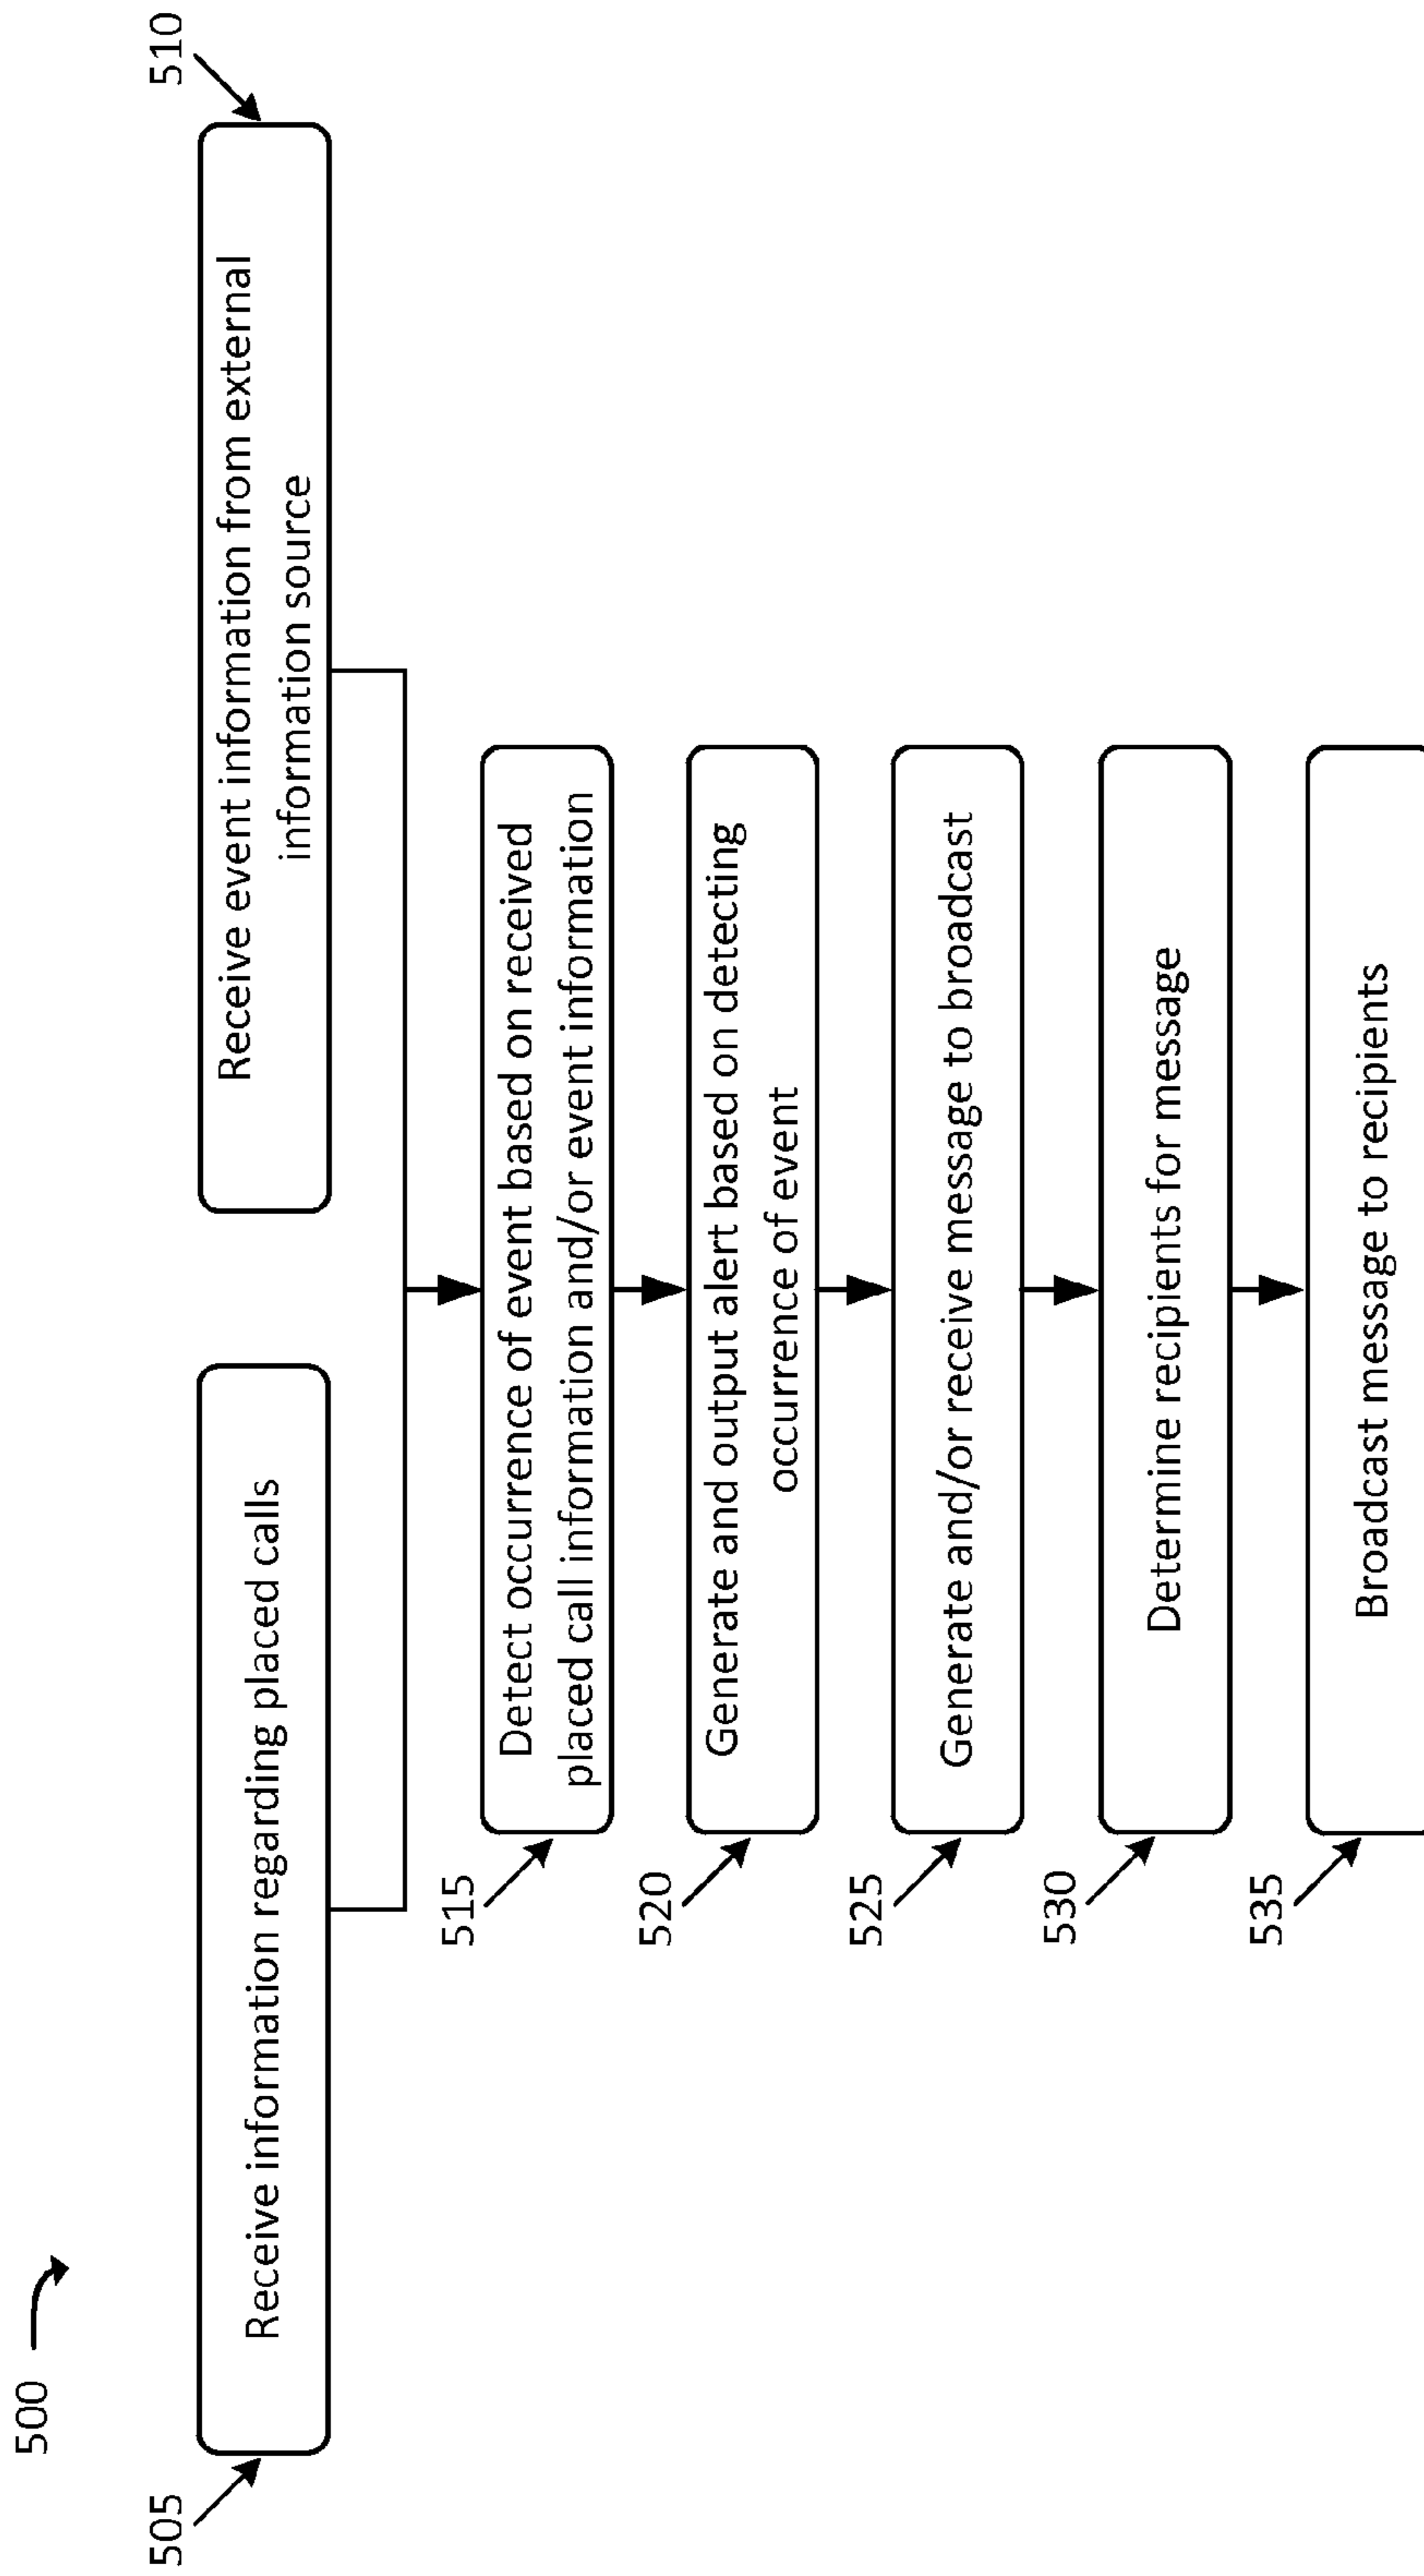 500
505
Receive information regarding placed calls
510
Receive event information from external
information source
515
Detect occurrence of event based on received
placed call information and/or event information
520
Generate and output alert based on detecting
occurrence of event
525
Generate and/or receive message to broadcast
530
Determine recipients for message
535
Broadcast message to recipients